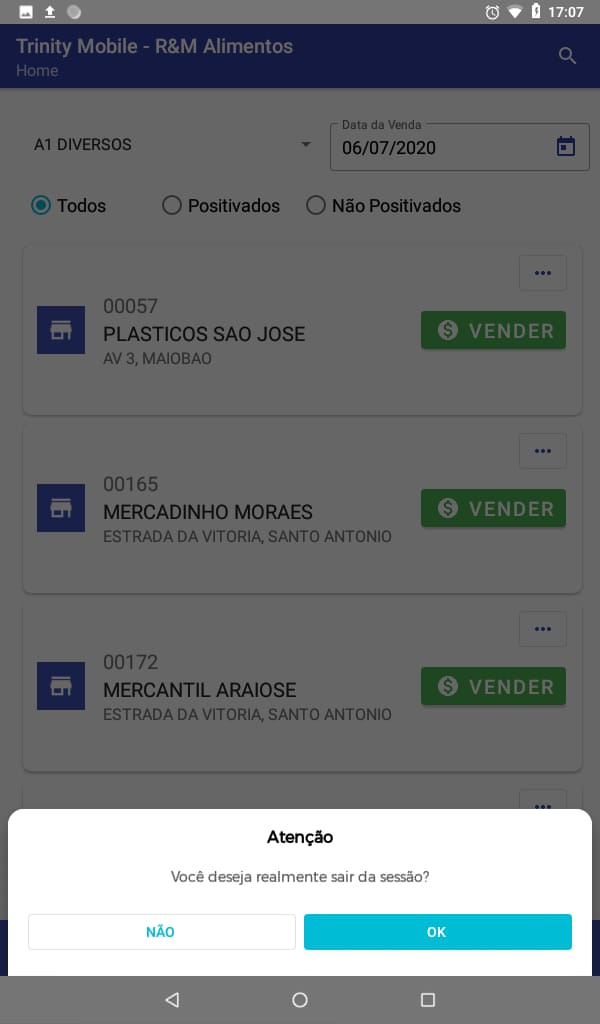 17:07
Trinity Mobile - R&M Alimentos
Home
A1 DIVERSOS
Data da Venda
06/07/2020
Todos
Positivados
Não Positivados
00057
PLASTICOS SAO JOSE
AV 3, MAIOBAO
VENDER
00165
MERCADINHO MORAES
ESTRADA DA VITORIA, SANTO ANTONIO
VENDER
00172
MERCANTIL ARAIOSE
ESTRADA DA VITORIA, SANTO ANTONIO
VENDER
Atenção
Você deseja realmente sair da sessão?
NÃO
OK